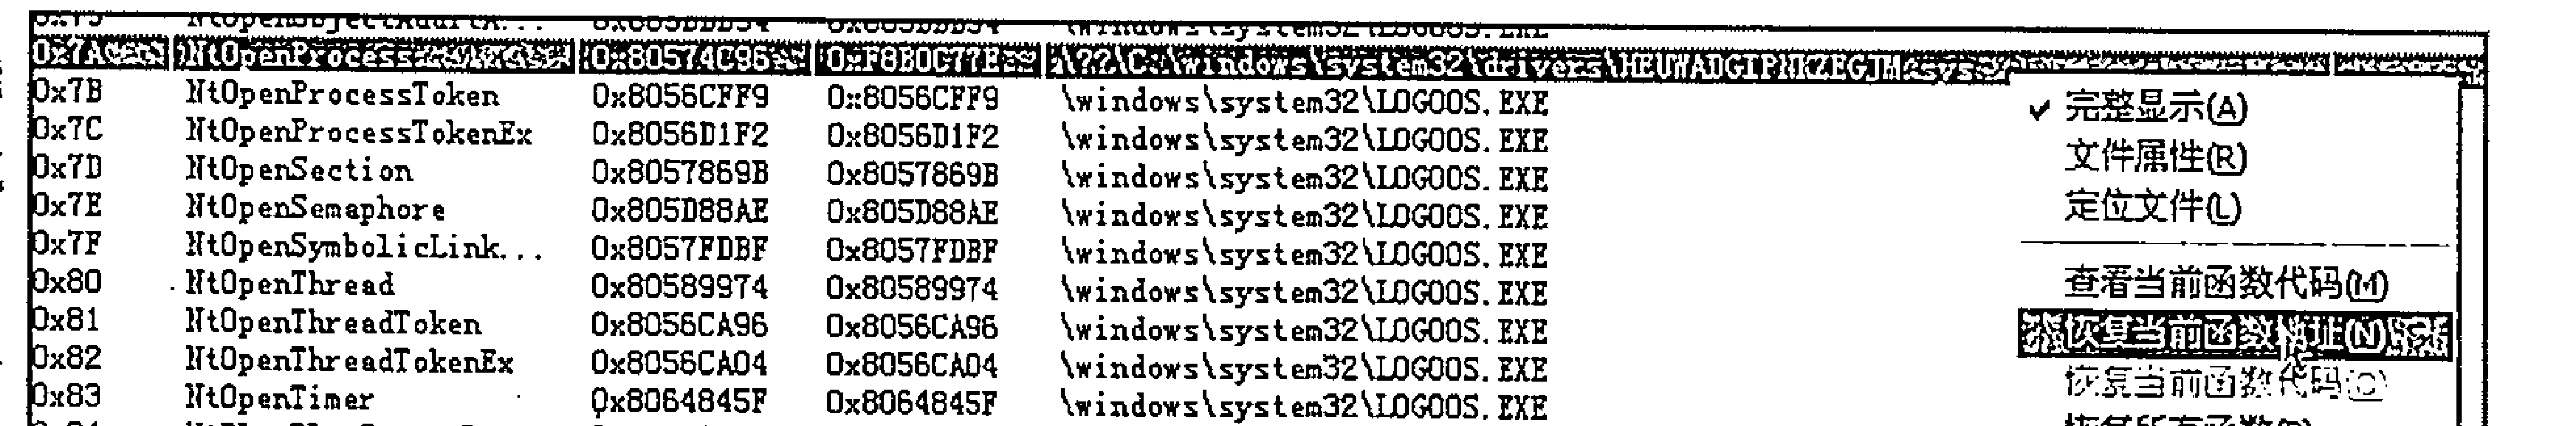 0x7A NtOpenProcess 0x80574C96 0xF8B0C77E \??\C:\windows\system32\drivers\HEUWADGIPNKZEGJM.sys
0x7B NtOpenProcessToken 0x8056CFF9 0x8056CFF9 \windows\system32\LOGOOS.EXE
0x7C NtOpenProcessTokenEx 0x8056D1F2 0x8056D1F2 \windows\system32\LOGOOS.EXE
0x7D NtOpenSection 0x8057869B 0x8057869B \windows\system32\LOGOOS.EXE
0x7E NtOpenSemaphore 0x805D88AE 0x805D88AE \windows\system32\LOGOOS.EXE
0x7F NtOpenSymbolicLink... 0x8057FDBF 0x8057FDBF \windows\system32\LOGOOS.EXE
0x80 NtOpenThread 0x80589974 0x80589974 \windows\system32\LOGOOS.EXE
0x81 NtOpenThreadToken 0x8056CA96 0x8056CA96 \windows\system32\LOGOOS.EXE
0x82 NtOpenThreadTokenEx 0x8056CA04 0x8056CA04 \windows\system32\LOGOOS.EXE
0x83 NtOpenTimer 0x8064845F 0x8064845F \windows\system32\LOGOOS.EXE
✓ 完整显示(A)
文件属性(R)
定位文件(L)
查看当前函数代码(M)
恢复当前函数地址(N)
恢复当前函数代码(O)